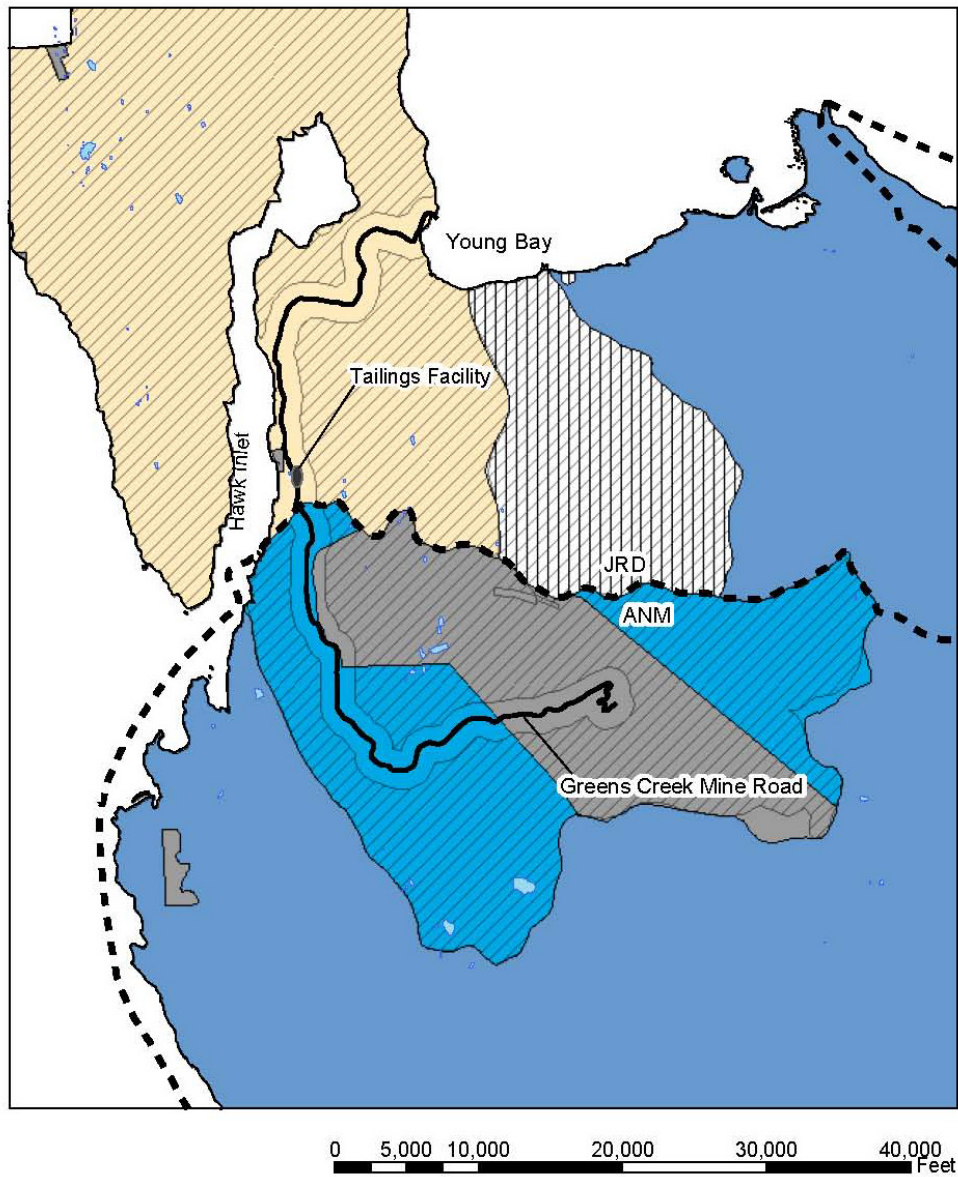 Young Bay
Tailings Facility
Hawk Inlet
JRD
ANM
Greens Creek Mine Road
0 5,000 10,000 20,000 30,000 40,000
Feet